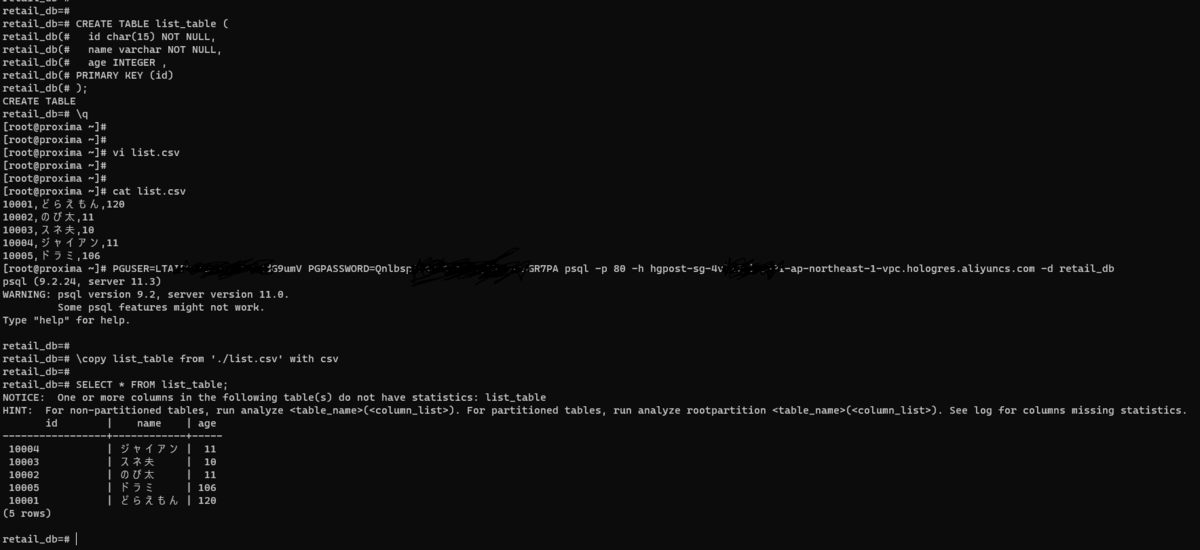 retail_db=#
retail_db=#
retail_db=# CREATE TABLE list_table (
retail_db(#   id char(15) NOT NULL,
retail_db(#   name varchar NOT NULL,
retail_db(#   age INTEGER ,
retail_db(# PRIMARY KEY (id)
retail_db(# );
CREATE TABLE
retail_db=# \q
[root@proxima ~]#
[root@proxima ~]#
[root@proxima ~]# vi list.csv
[root@proxima ~]#
[root@proxima ~]#
[root@proxima ~]# cat list.csv
10001,どらえもん,120
10002,のび太,11
10003,スネ夫,10
10004,ジャイアン,11
10005,ドラミ,106
[root@proxima ~]# PGUSER=LTA dG9umV PGPASSWORD=Qnlbsp GR7PA psql -p 80 -h hgpost-sg-4v -ap-northeast-1-vpc.hologres.aliyuncs.com -d retail_db
psql (9.2.24, server 11.3)
WARNING: psql version 9.2, server version 11.0.
         Some psql features might not work.
Type "help" for help.
retail_db=#
retail_db=# \copy list_table from './list.csv' with csv
retail_db=#
retail_db=# SELECT * FROM list_table;
NOTICE:  One or more columns in the following table(s) do not have statistics: list_table
HINT:  For non-partitioned tables, run analyze <table_name>(<column_list>). For partitioned tables, run analyze rootpartition <table_name>(<column_list>). See log for columns missing statistics.
       id        |    name    | age
-----------------+------------+-----
 10004           | ジャイアン |  11
 10003           | スネ夫     |  10
 10002           | のび太     |  11
 10005           | ドラミ     | 106
 10001           | どらえもん | 120
(5 rows)
retail_db=#